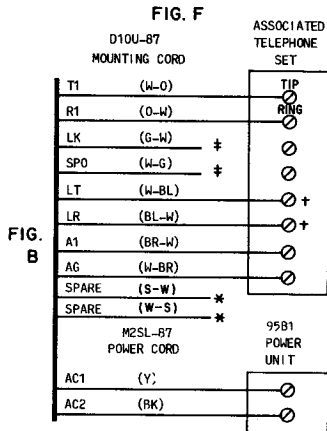 FIG. F
D10U-87
MOUNTING CORD
ASSOCIATED
TELEPHONE
SET
T1 (W-O) TIP
R1 (O-W) RING
LK (G-W) ‡
SPO (W-G) ‡
LT (W-BL) †
LR (BL-W) †
FIG.
B
A1 (BR-W)
AG (W-BR)
SPARE (S-W) *
SPARE (W-S) *
M2SL-87
POWER CORD
95B1
POWER
UNIT
AC1 (Y)
AC2 (BK)